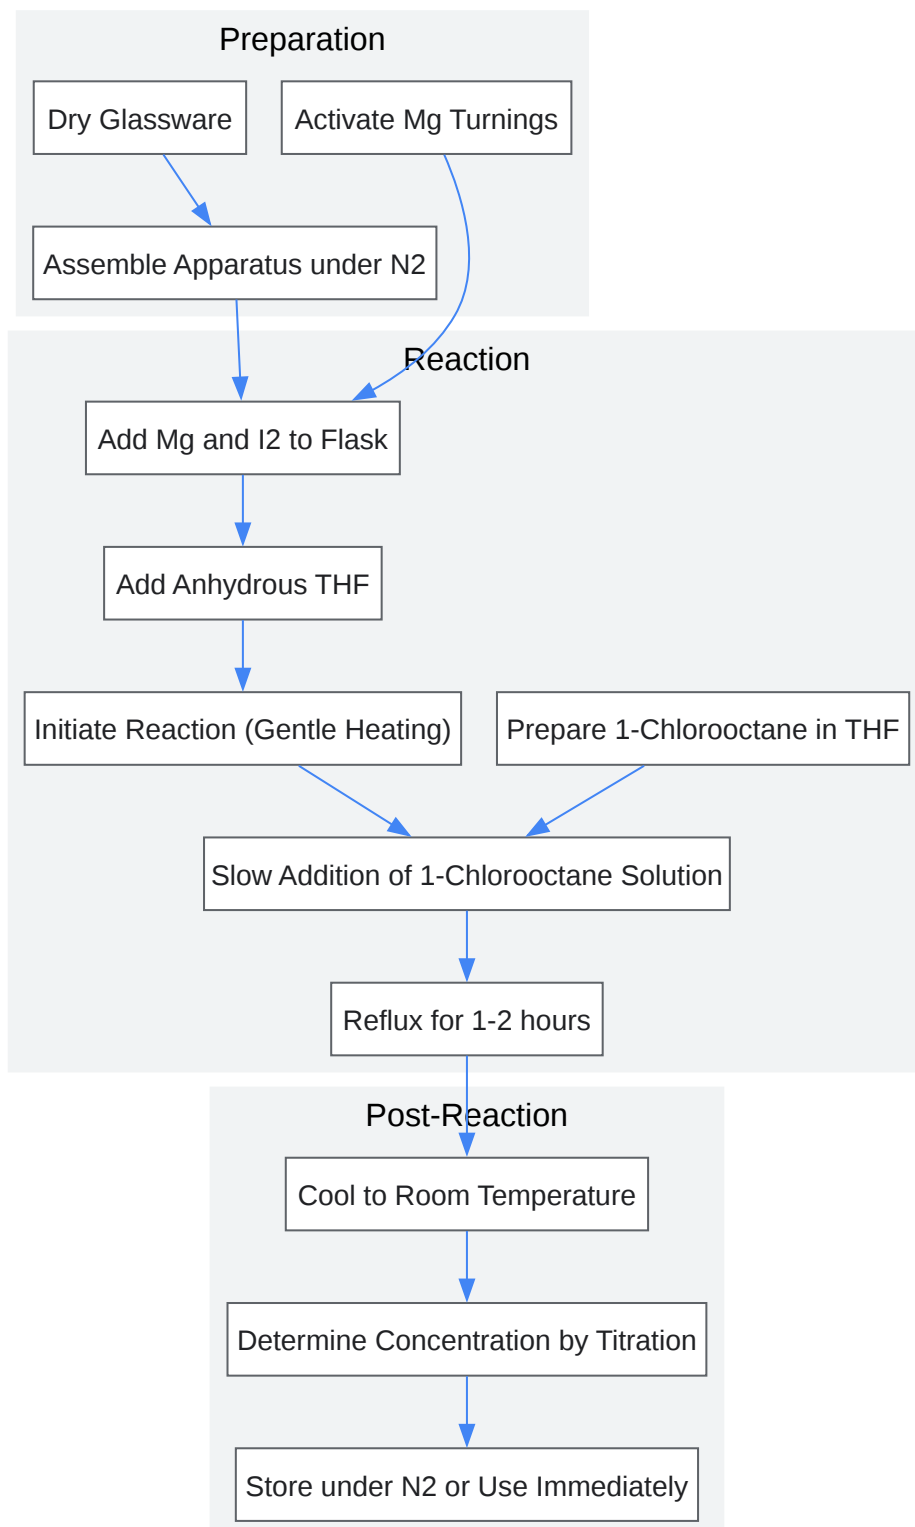 Preparation
Dry Glassware
Activate Mg Turnings
Assemble Apparatus under N2
Reaction
Add Mg and I2 to Flask
Add Anhydrous THF
Initiate Reaction (Gentle Heating)
Prepare 1-Chlorooctane in THF
Slow Addition of 1-Chlorooctane Solution
Reflux for 1-2 hours
Post-Reaction
Cool to Room Temperature
Determine Concentration by Titration
Store under N2 or Use Immediately